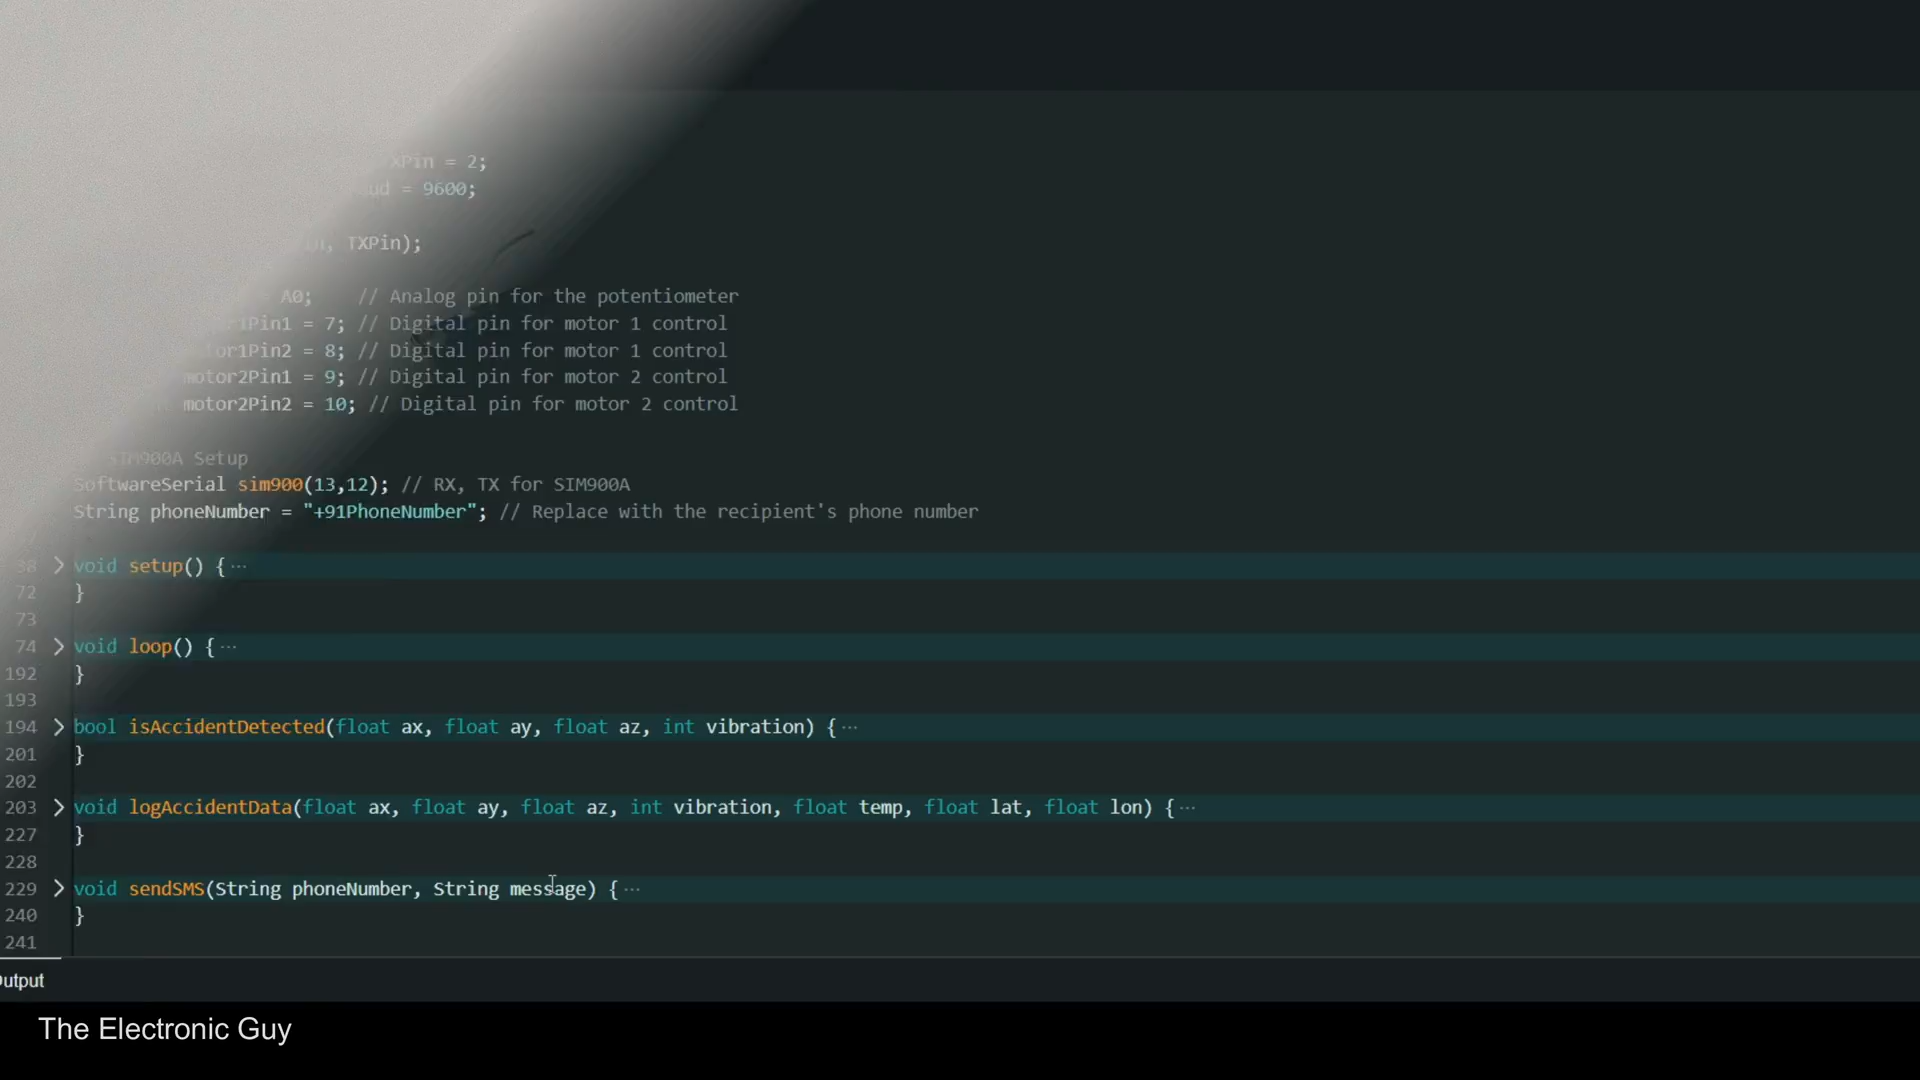 XPin = 2;
ud = 9600;
in, TXPin);
= A0;    // Analog pin for the potentiometer
r1Pin1 = 7; // Digital pin for motor 1 control
tor1Pin2 = 8; // Digital pin for motor 1 control
motor2Pin1 = 9; // Digital pin for motor 2 control
motor2Pin2 = 10; // Digital pin for motor 2 control
SIM900A Setup
SoftwareSerial sim900(13,12); // RX, TX for SIM900A
String phoneNumber = "+91PhoneNumber"; // Replace with the recipient's phone number
38 > void setup() { ···
72 }
73
74 > void loop() { ···
192 }
193
194 > bool isAccidentDetected(float ax, float ay, float az, int vibration) { ···
201 }
202
203 > void logAccidentData(float ax, float ay, float az, int vibration, float temp, float lat, float lon) { ···
227 }
228
229 > void sendSMS(String phoneNumber, String message) { ···
240 }
241
Output
The Electronic Guy